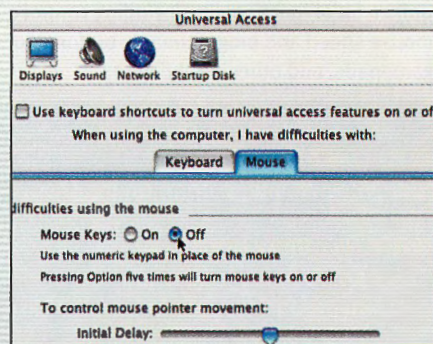 Universal Access
Displays Sound Network Startup Disk
Use keyboard shortcuts to turn universal access features on or of
When using the computer, I have difficulties with:
Keyboard Mouse
difficulties using the mouse
Mouse Keys: On Off
Use the numeric keypad in place of the mouse
Pressing Option five times will turn mouse keys on or off
To control mouse pointer movement:
Initial Delay: